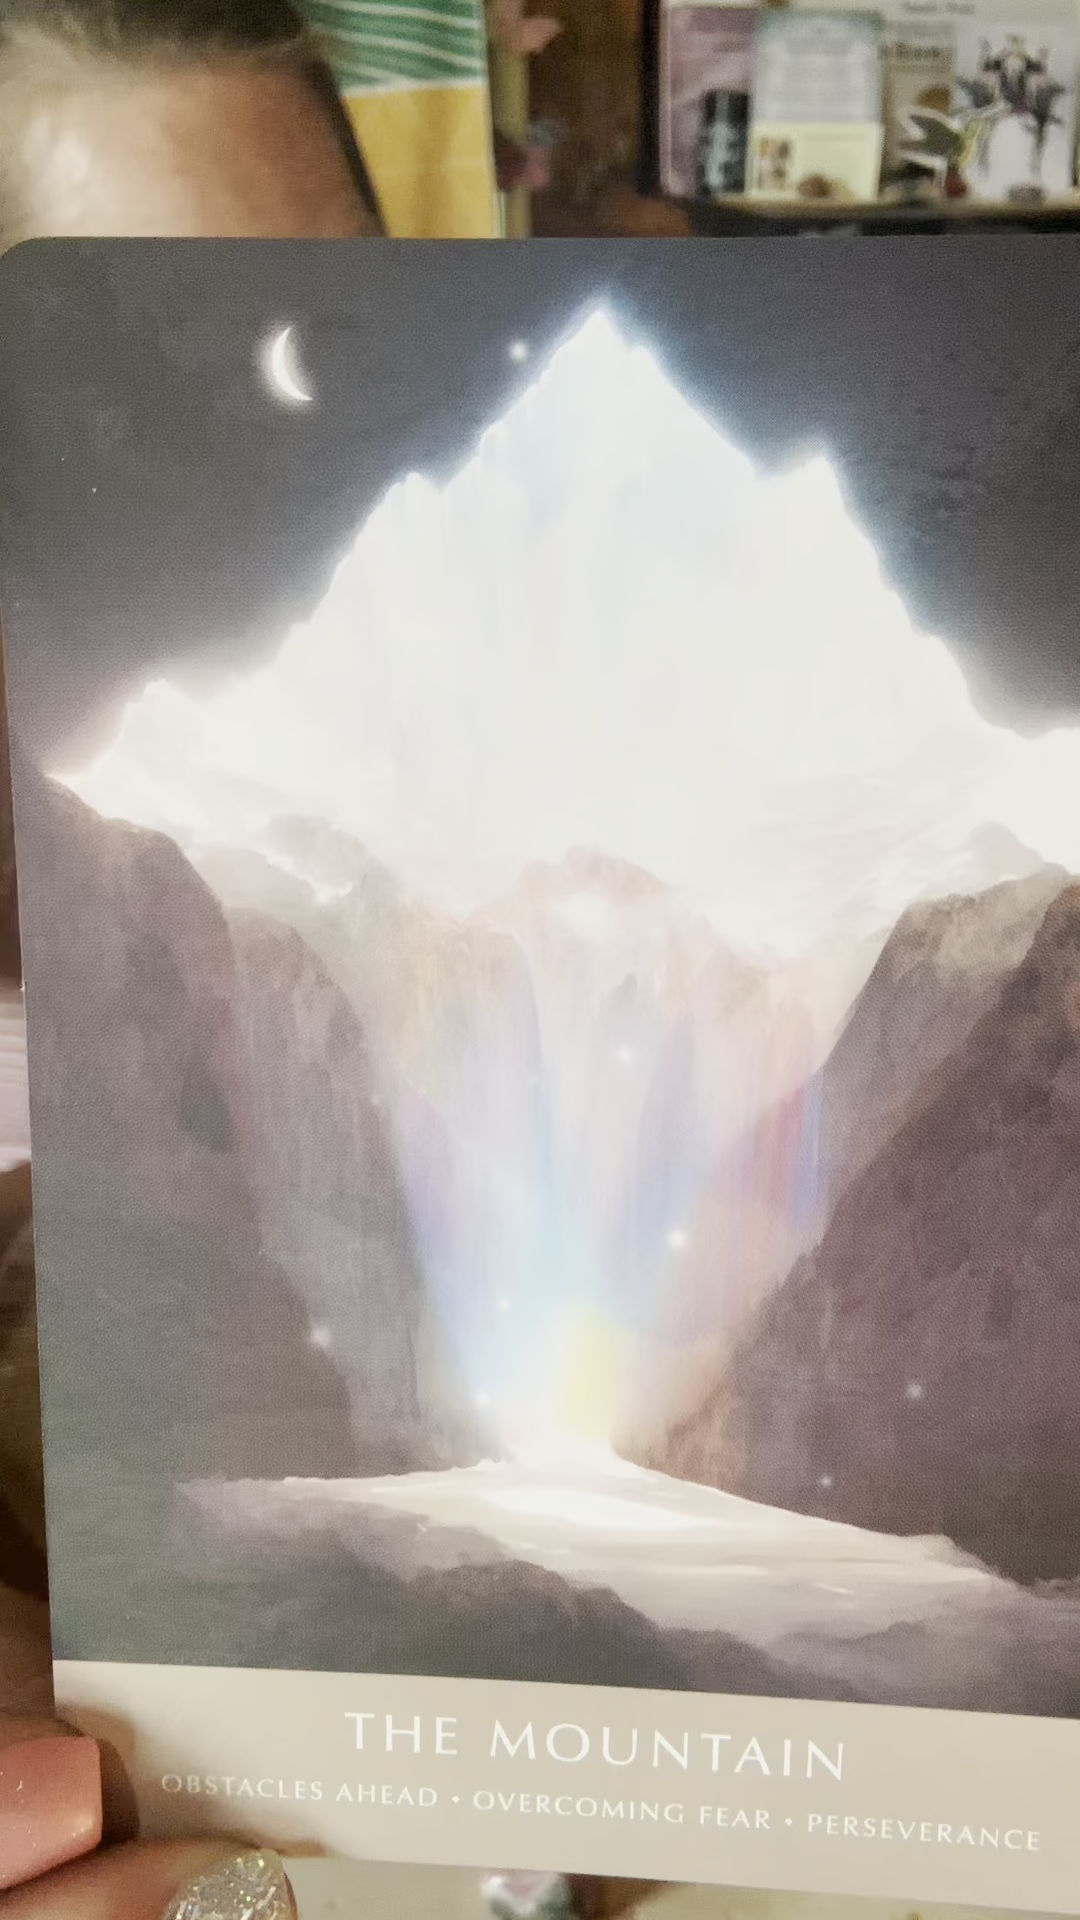 THE MOUNTAIN
OBSTACLES AHEAD • OVERCOMING FEAR • PERSEVERANCE